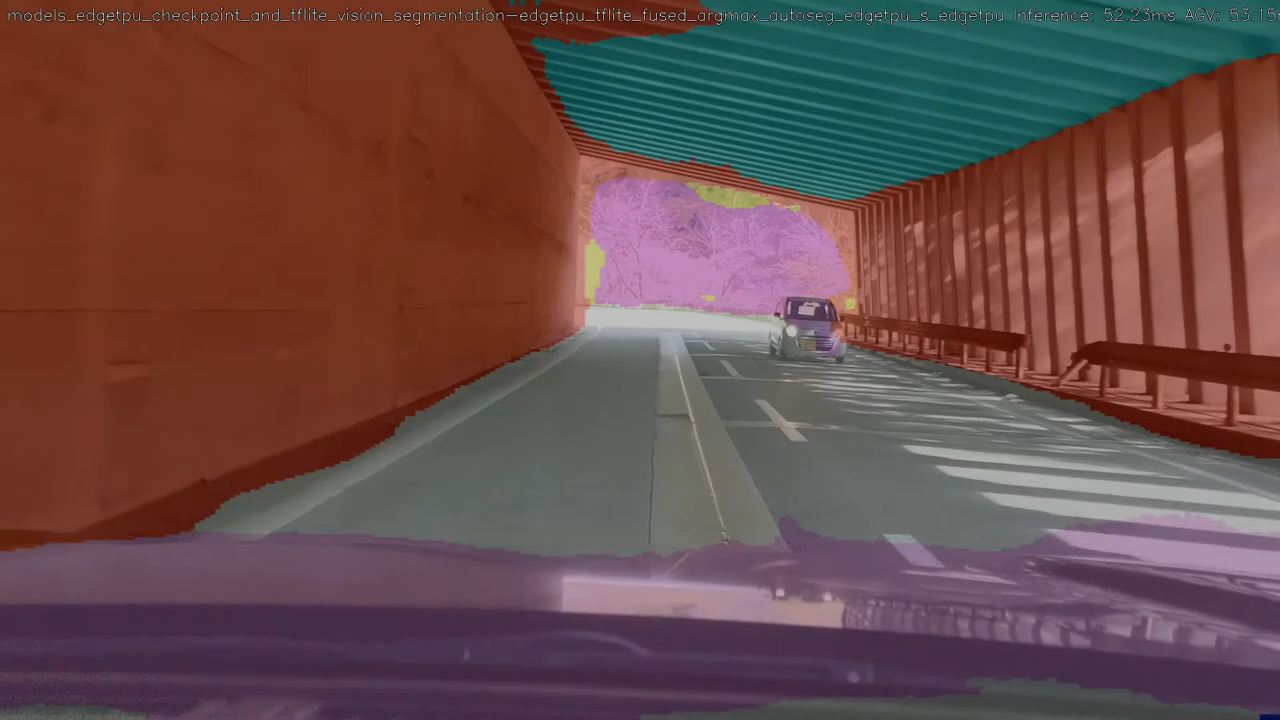 models_edgetpu_checkpoint_and_tflite_vision_segmentation-edgetpu_tflite_fused_argmax_autoseg_edgetpu_s_edgetpu Inference: 52.23ms AGV: 53.15